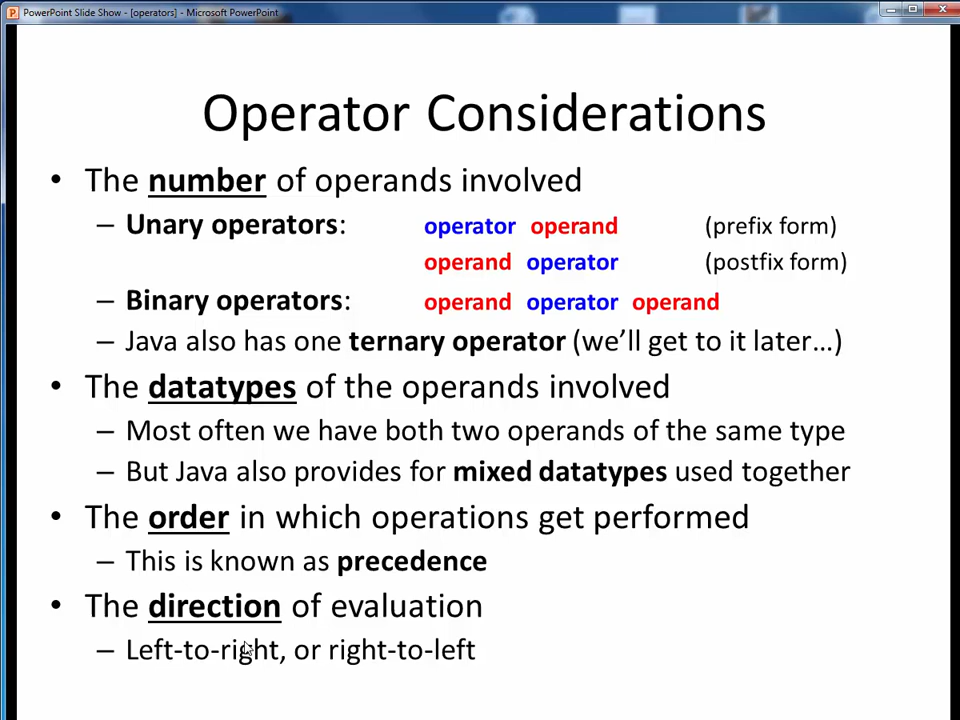 PowerPoint Slide Show - [operators] - Microsoft PowerPoint
Operator Considerations
• The number of operands involved
– Unary operators: operator operand (prefix form)
operand operator (postfix form)
– Binary operators: operand operator operand
– Java also has one ternary operator (we'll get to it later…)
• The datatypes of the operands involved
– Most often we have both two operands of the same type
– But Java also provides for mixed datatypes used together
• The order in which operations get performed
– This is known as precedence
• The direction of evaluation
– Left-to-right, or right-to-left